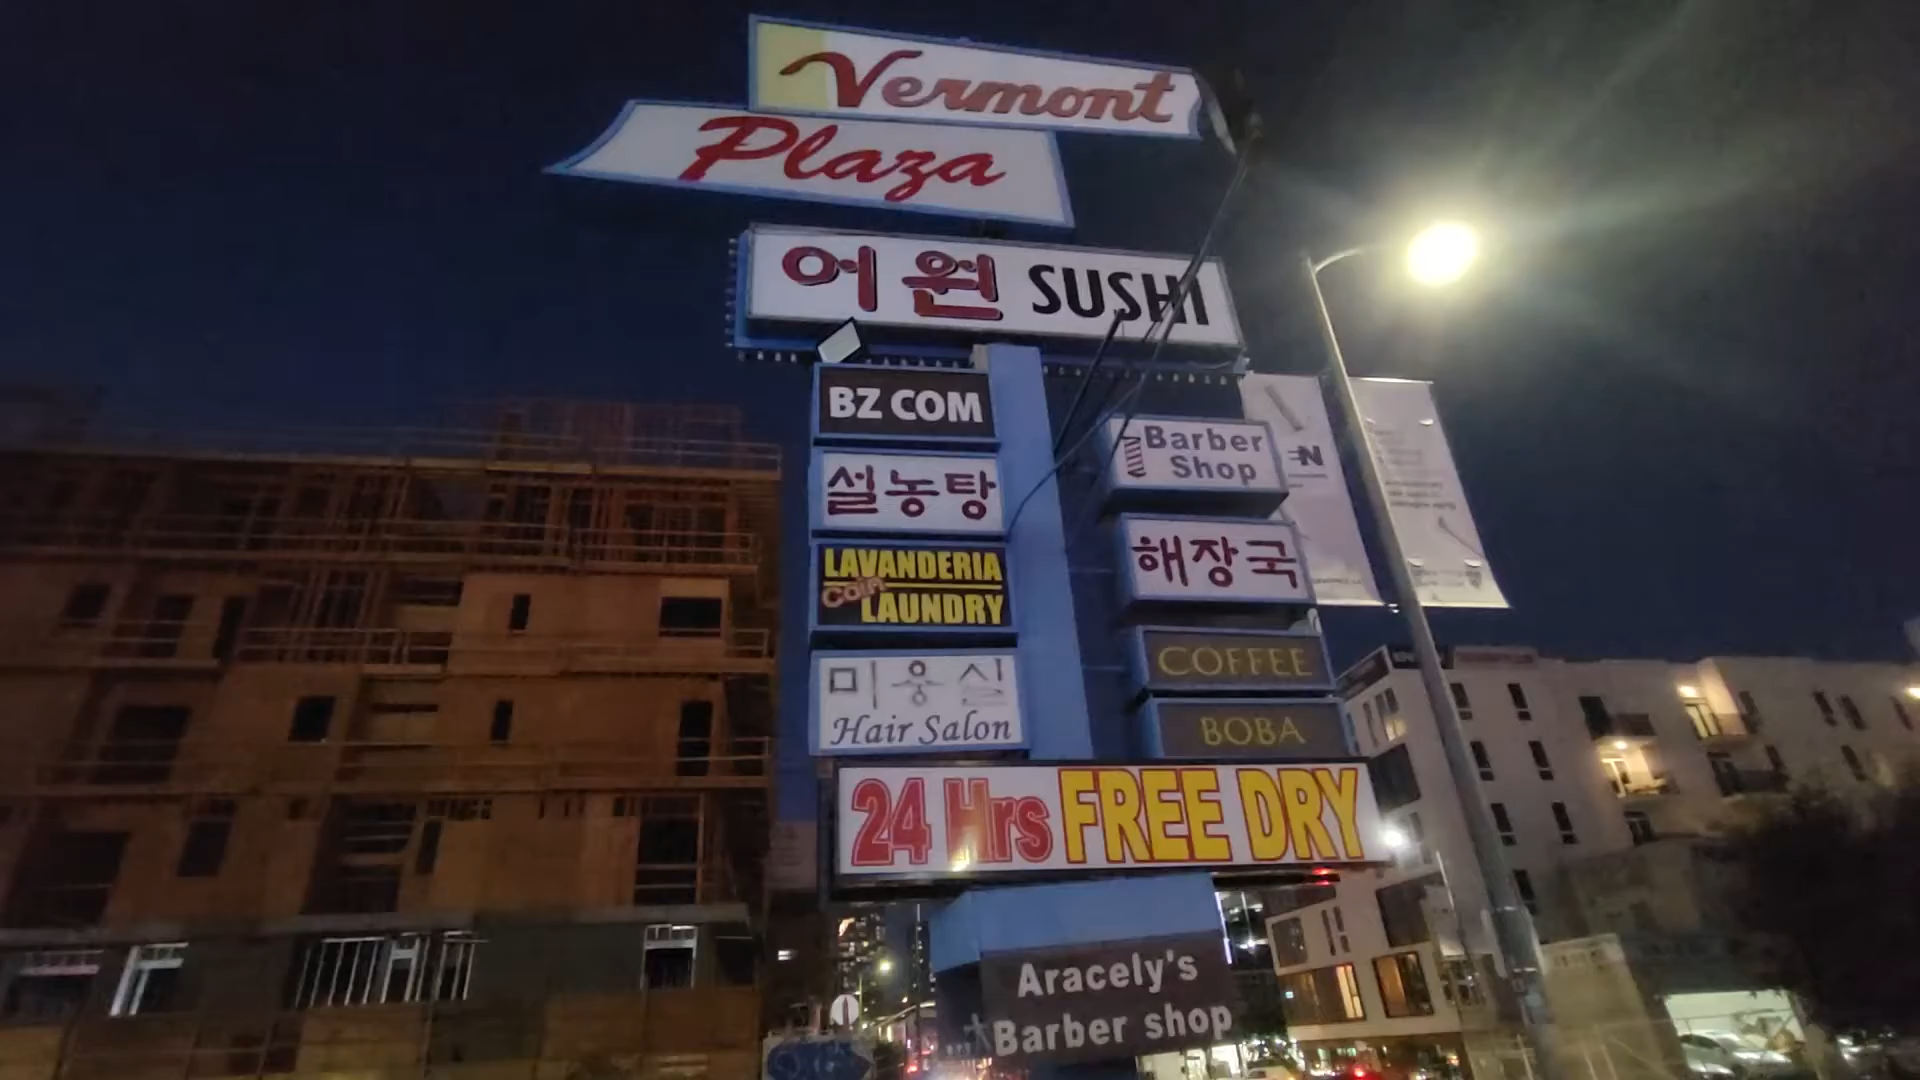 Vermont
Plaza
어원 SUSHI
BZ COM
설농탕
LAVANDERIA
Coin
LAUNDRY
미용실
Hair Salon
Barber
Shop
해장국
COFFEE
BOBA
24 Hrs FREE DRY
Aracely's
Barber shop